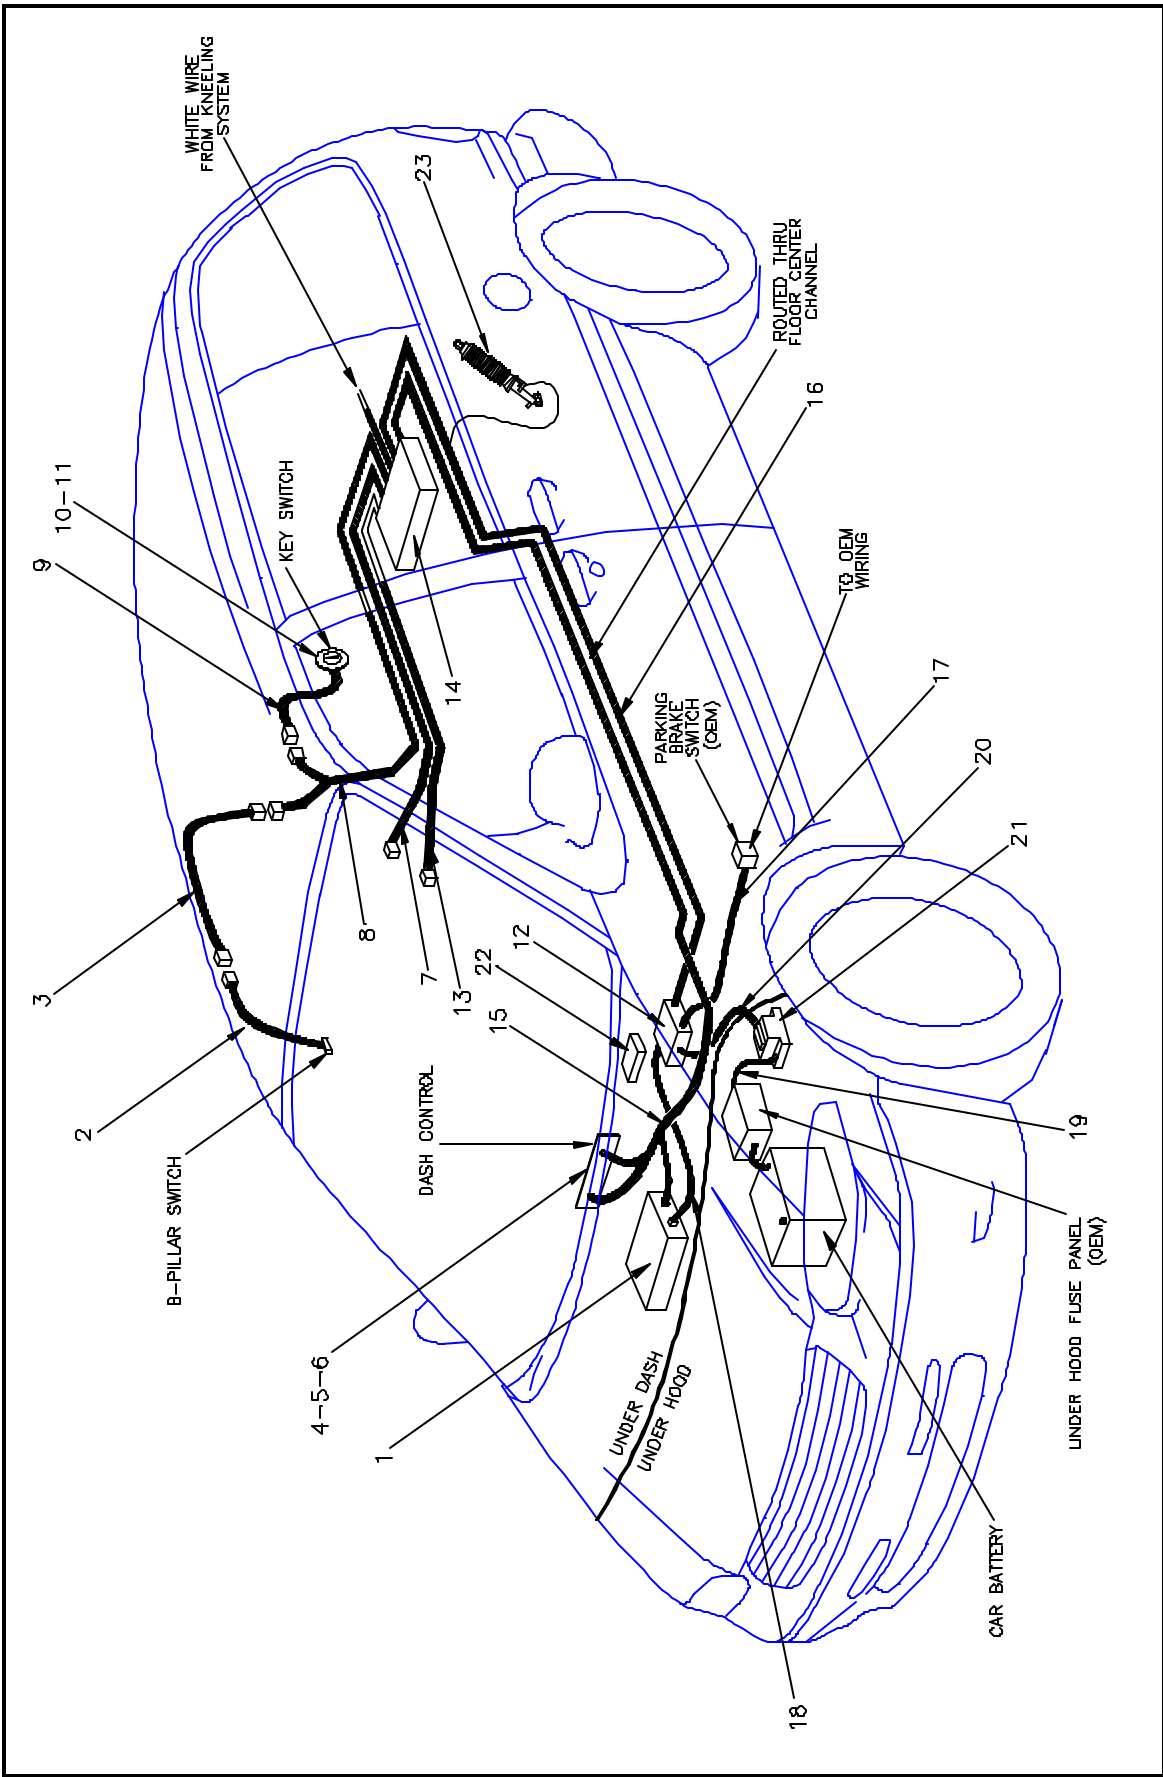 WHITE WIRE
FROM KNEELING
SYSTEM
23
ROUTED THRU
FLOOR CENTER
CHANNEL
16
TO OEM
WIRING
17
20
21
10-11
9
KEY SWITCH
14
PARKING
BRAKE
SWITCH
(OEM)
3
8
7
13
12
22
15
2
B-PILLAR SWITCH
DASH CONTROL
4-5-6
1
UNDER DASH
UNDER HOOD
19
UNDER HOOD FUSE PANEL
(OEM)
CAR BATTERY
18